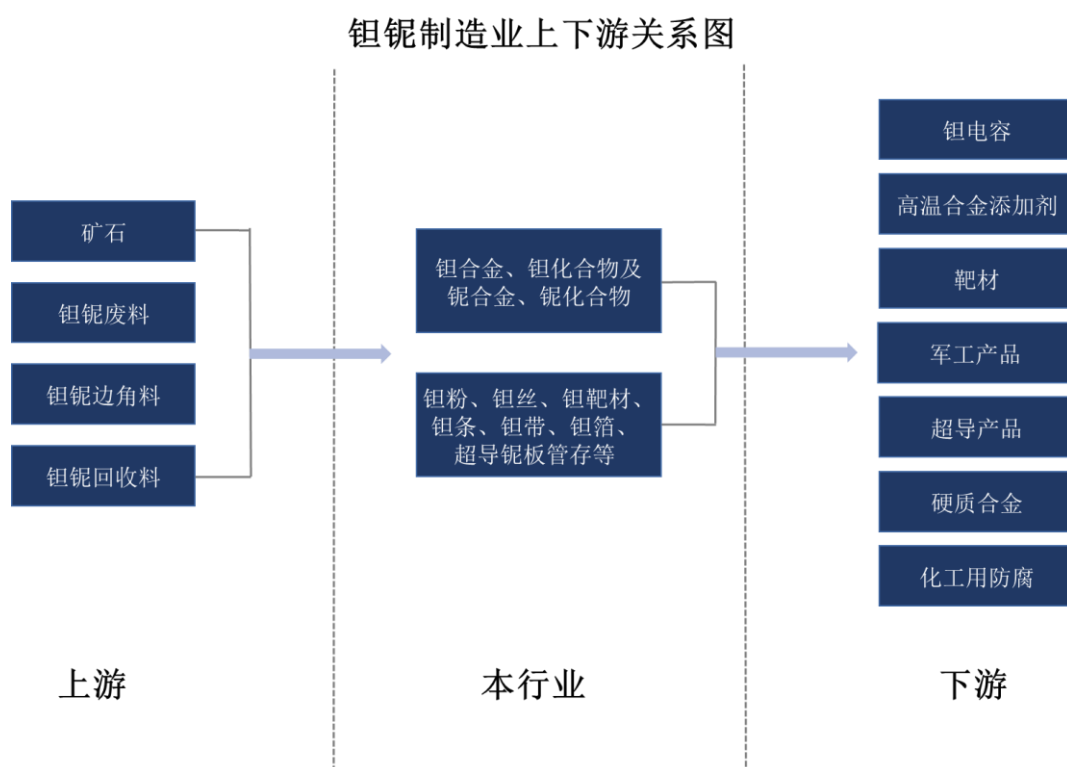 钽铌制造业上下游关系图
矿石
钽铌废料
钽铌边角料
钽铌回收料
上游
钽合金、钽化合物及
铌合金、铌化合物
钽粉、钽丝、钽靶材、
钽条、钽带、钽箔、
超导铌板管存等
本行业
钽电容
高温合金添加剂
靶材
军工产品
超导产品
硬质合金
化工用防腐
下游